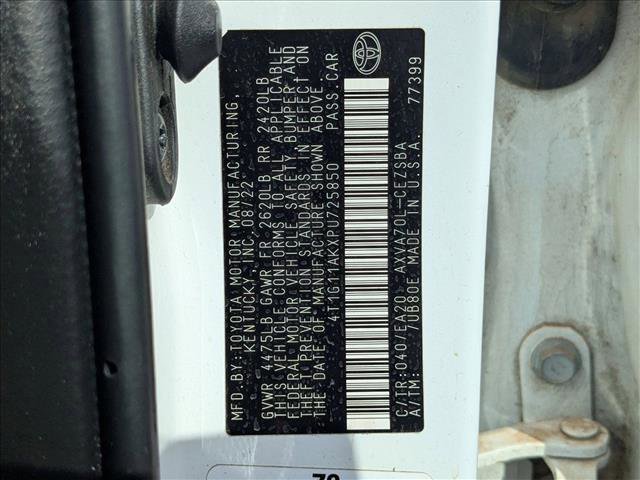 MFD.BY:TOYOTA MOTOR MANUFACTURING,
KENTUCKY,INC.08/22
GVWR 4475LB GAWR FR 2620LB RR 2420LB
THIS VEHICLE CONFORMS TO ALL APPLICABLE
FEDERAL MOTOR VEHICLE SAFETY, BUMPER AND
THEFT PREVENTION STANDARDS IN EFFECT ON
THE DATE OF MANUFACTURE SHOWN ABOVE.
4T1G11AKXPU725850 PASS.CAR
C/TR:040/EA20 AXVA70L-CEZSBA
A/TM: /UB80E MADE IN U.S.A. 77399